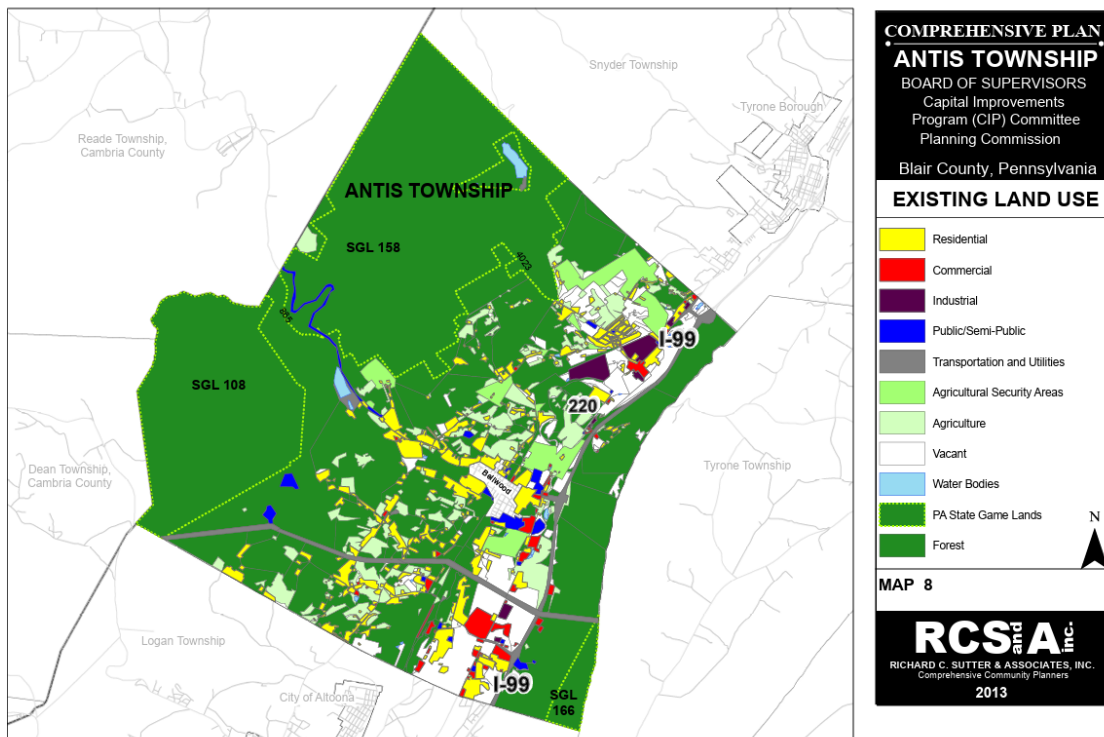 Snyder Township
Tyrone Borough
Reade Township,
Cambria County
ANTIS TOWNSHIP
SGL 158
4023
865
I-99
SGL 108
220
Tyrone Township
Dean Township,
Cambria County
Bellwood
Logan Township
I-99
City of Altoona
SGL
166
COMPREHENSIVE PLAN
ANTIS TOWNSHIP
BOARD OF SUPERVISORS
Capital Improvements
Program (CIP) Committee
Planning Commission
Blair County, Pennsylvania
EXISTING LAND USE
Residential
Commercial
Industrial
Public/Semi-Public
Transportation and Utilities
Agricultural Security Areas
Agriculture
Vacant
Water Bodies
PA State Game Lands
Forest
N
MAP 8
RCS and A inc.
RICHARD C. SUTTER & ASSOCIATES, INC.
Comprehensive Community Planners
2013